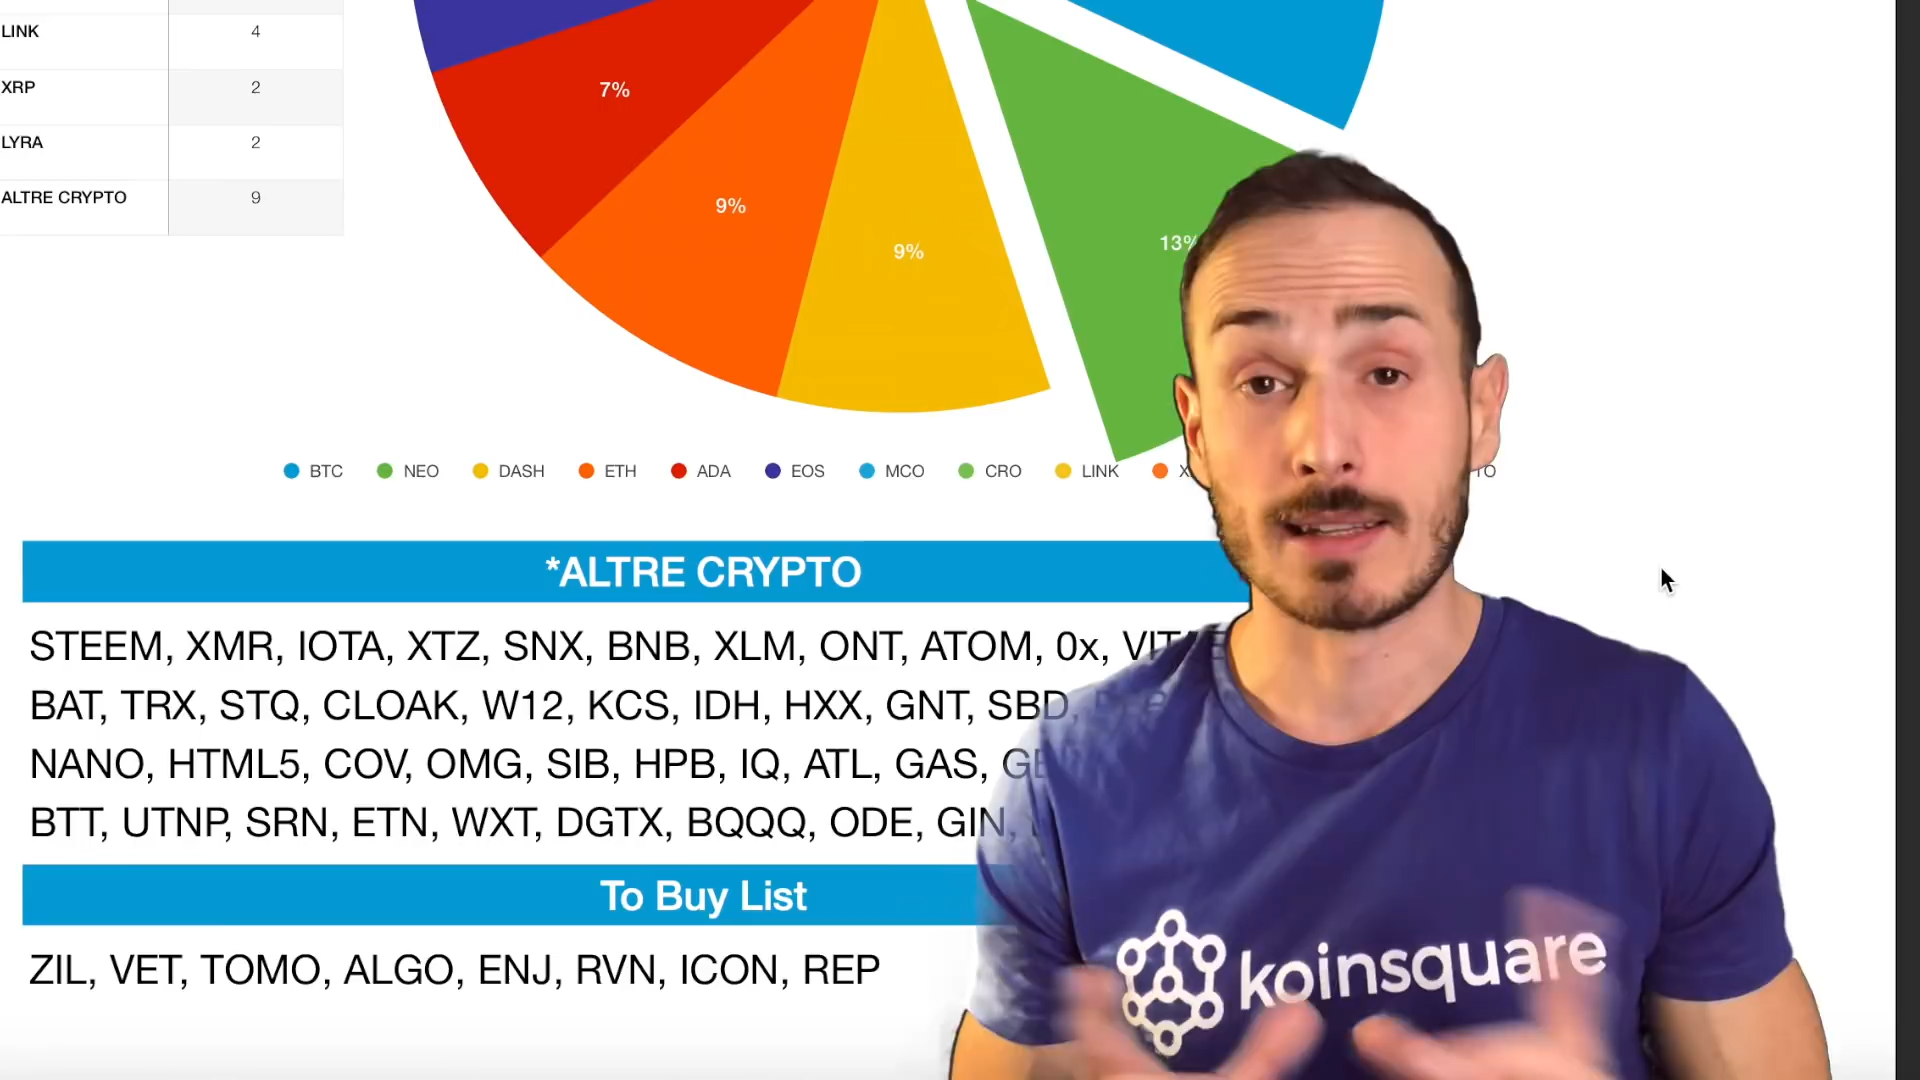 LINK 4
XRP 2
LYRA 2
ALTRE CRYPTO 9
7%
9%
9%
13%
BTC NEO DASH ETH ADA EOS MCO CRO LINK
*ALTRE CRYPTO
STEEM, XMR, IOTA, XTZ, SNX, BNB, XLM, ONT, ATOM, 0x,
BAT, TRX, STQ, CLOAK, W12, KCS, IDH, HXX, GNT, SBD,
NANO, HTML5, COV, OMG, SIB, HPB, IQ, ATL, GAS,
BTT, UTNP, SRN, ETN, WXT, DGTX, BQQQ, ODE, GIN,
To Buy List
ZIL, VET, TOMO, ALGO, ENJ, RVN, ICON, REP
koinsquare